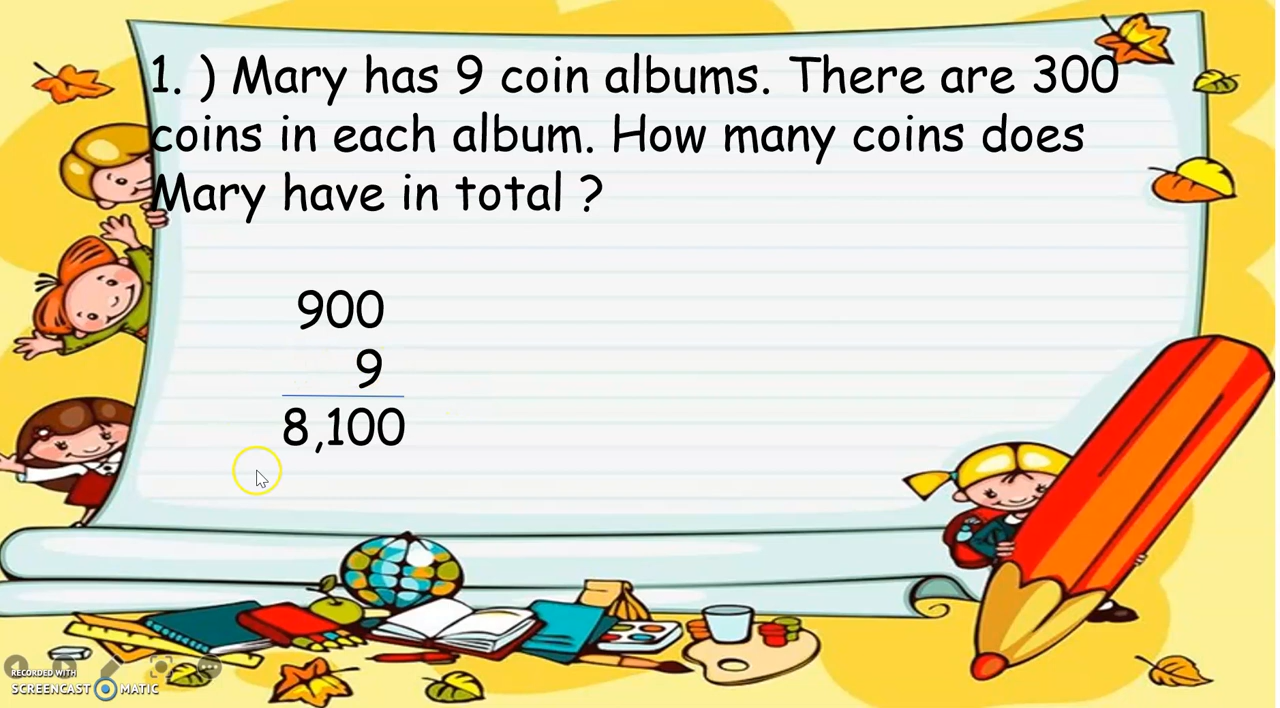 1. ) Mary has 9 coin albums. There are 300
coins in each album. How many coins does
Mary have in total ?
900
9
8,100
RECORDED WITH
SCREENCAST MATIC